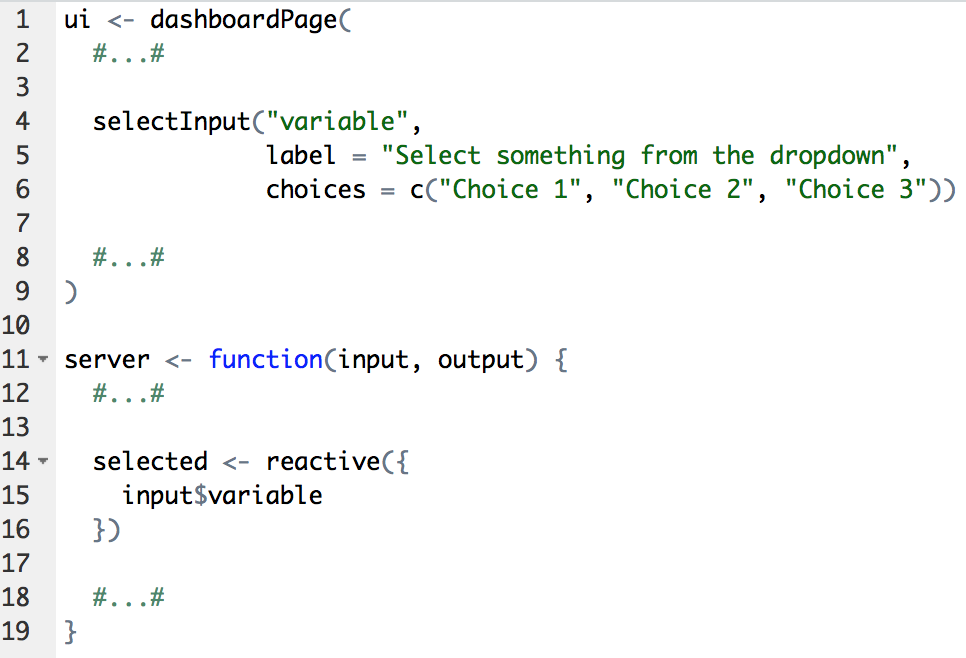 1 ui <- dashboardPage(
2   #...#
3
4   selectInput("variable",
5               label = "Select something from the dropdown",
6               choices = c("Choice 1", "Choice 2", "Choice 3"))
7
8   #...#
9 )
10
11 server <- function(input, output) {
12   #...#
13
14   selected <- reactive({
15     input$variable
16   })
17
18   #...#
19 }